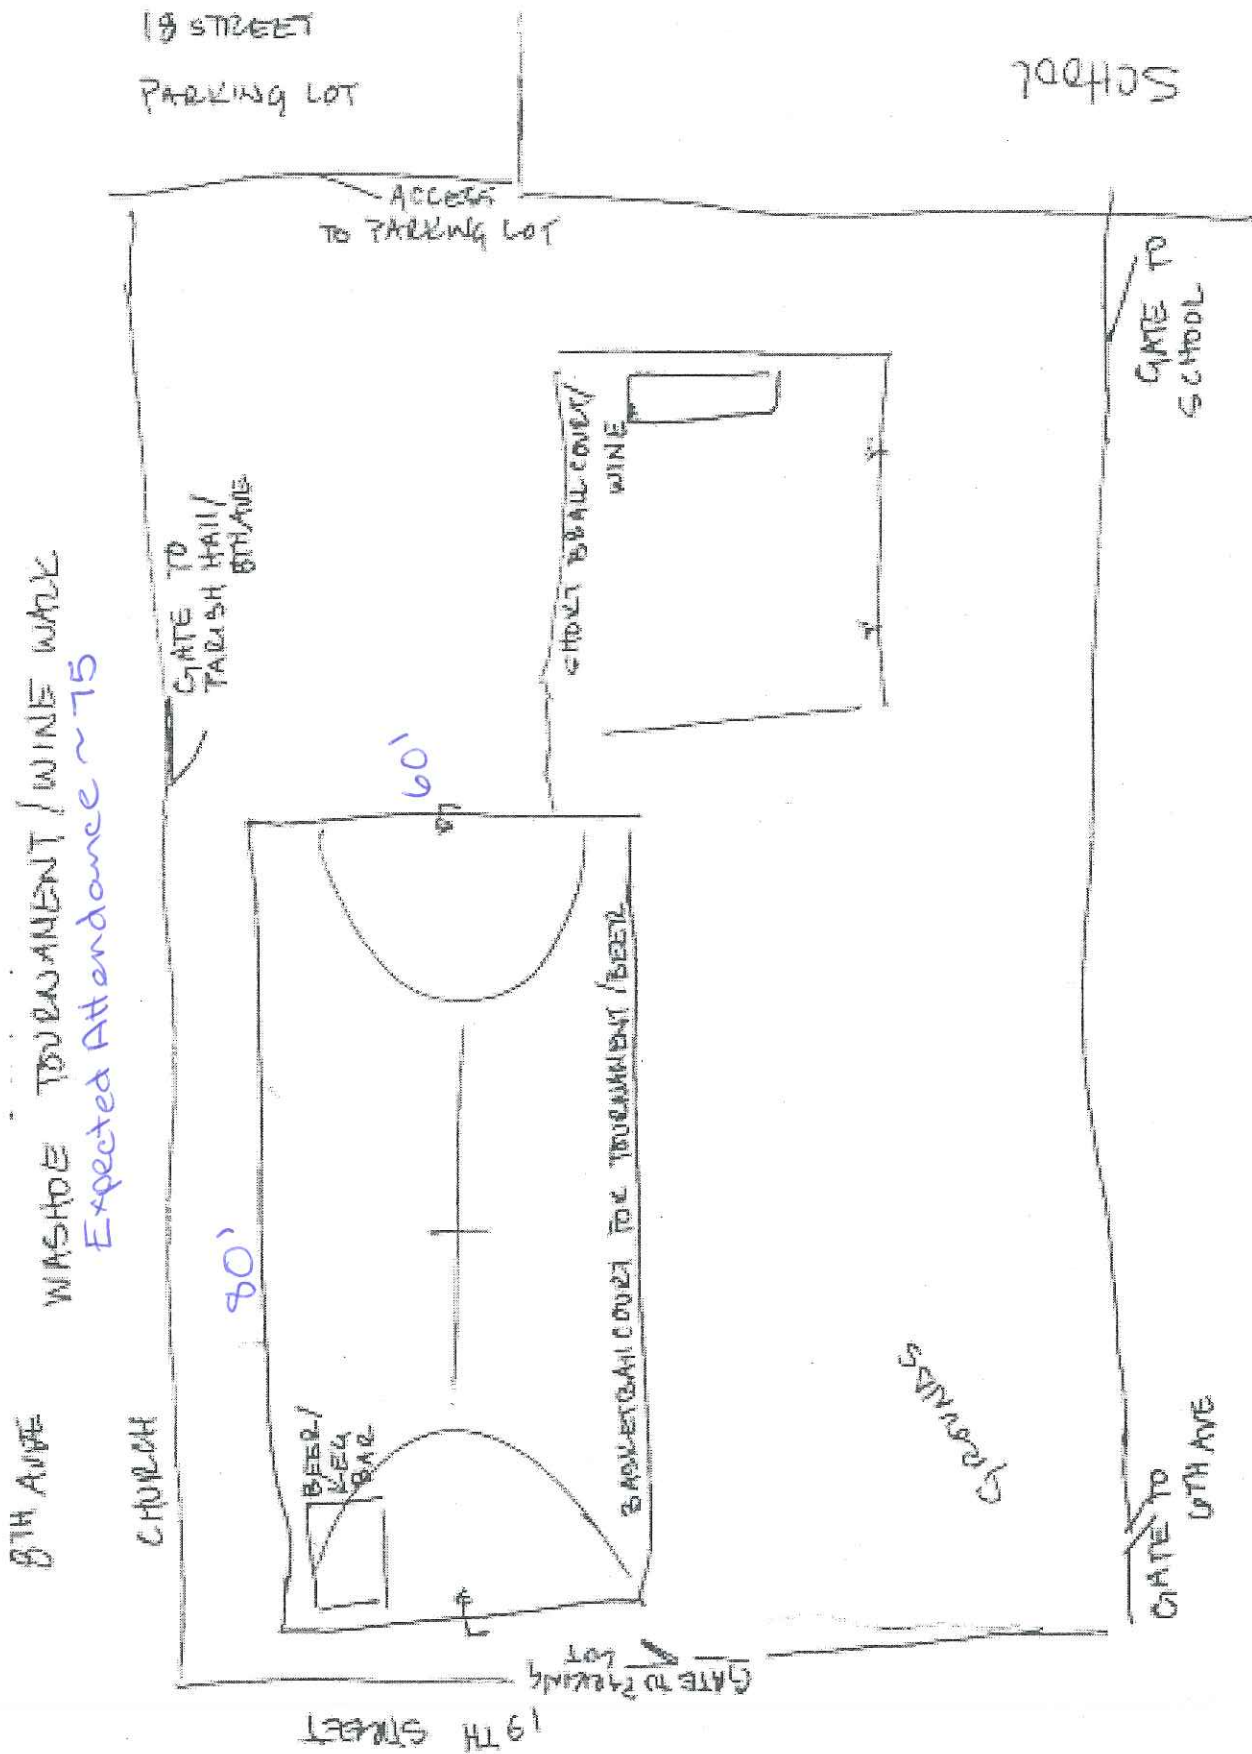 18 STREET
PARKING LOT
SCHOOL
ACCESS
TO PARKING LOT
GATE TO
SCHOOL
8TH AVE
CHURCH
WASHOE TOURNAMENT / WINE WALK
Expected Attendance ~ 75
GATE TO
PARISH HALL/
8TH AVE
SHORT BBALL COURT/
WINE
60'
80'
BEER/
KEG
BAR
BASKETBALL COURT FOR TOURNAMENT / BEER
GROUNDS
GATE TO
6TH AVE
GATE TO PARKING
LOT
19TH STREET